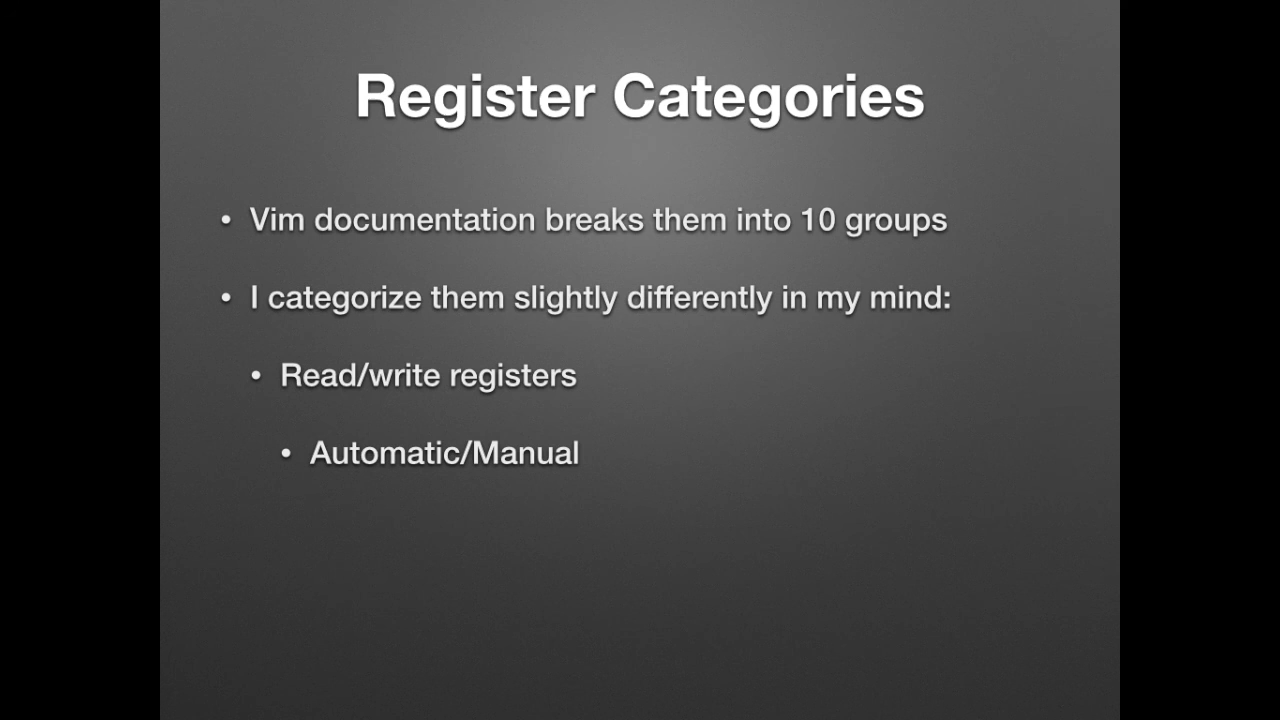 Register Categories
• Vim documentation breaks them into 10 groups
• I categorize them slightly differently in my mind:
• Read/write registers
• Automatic/Manual